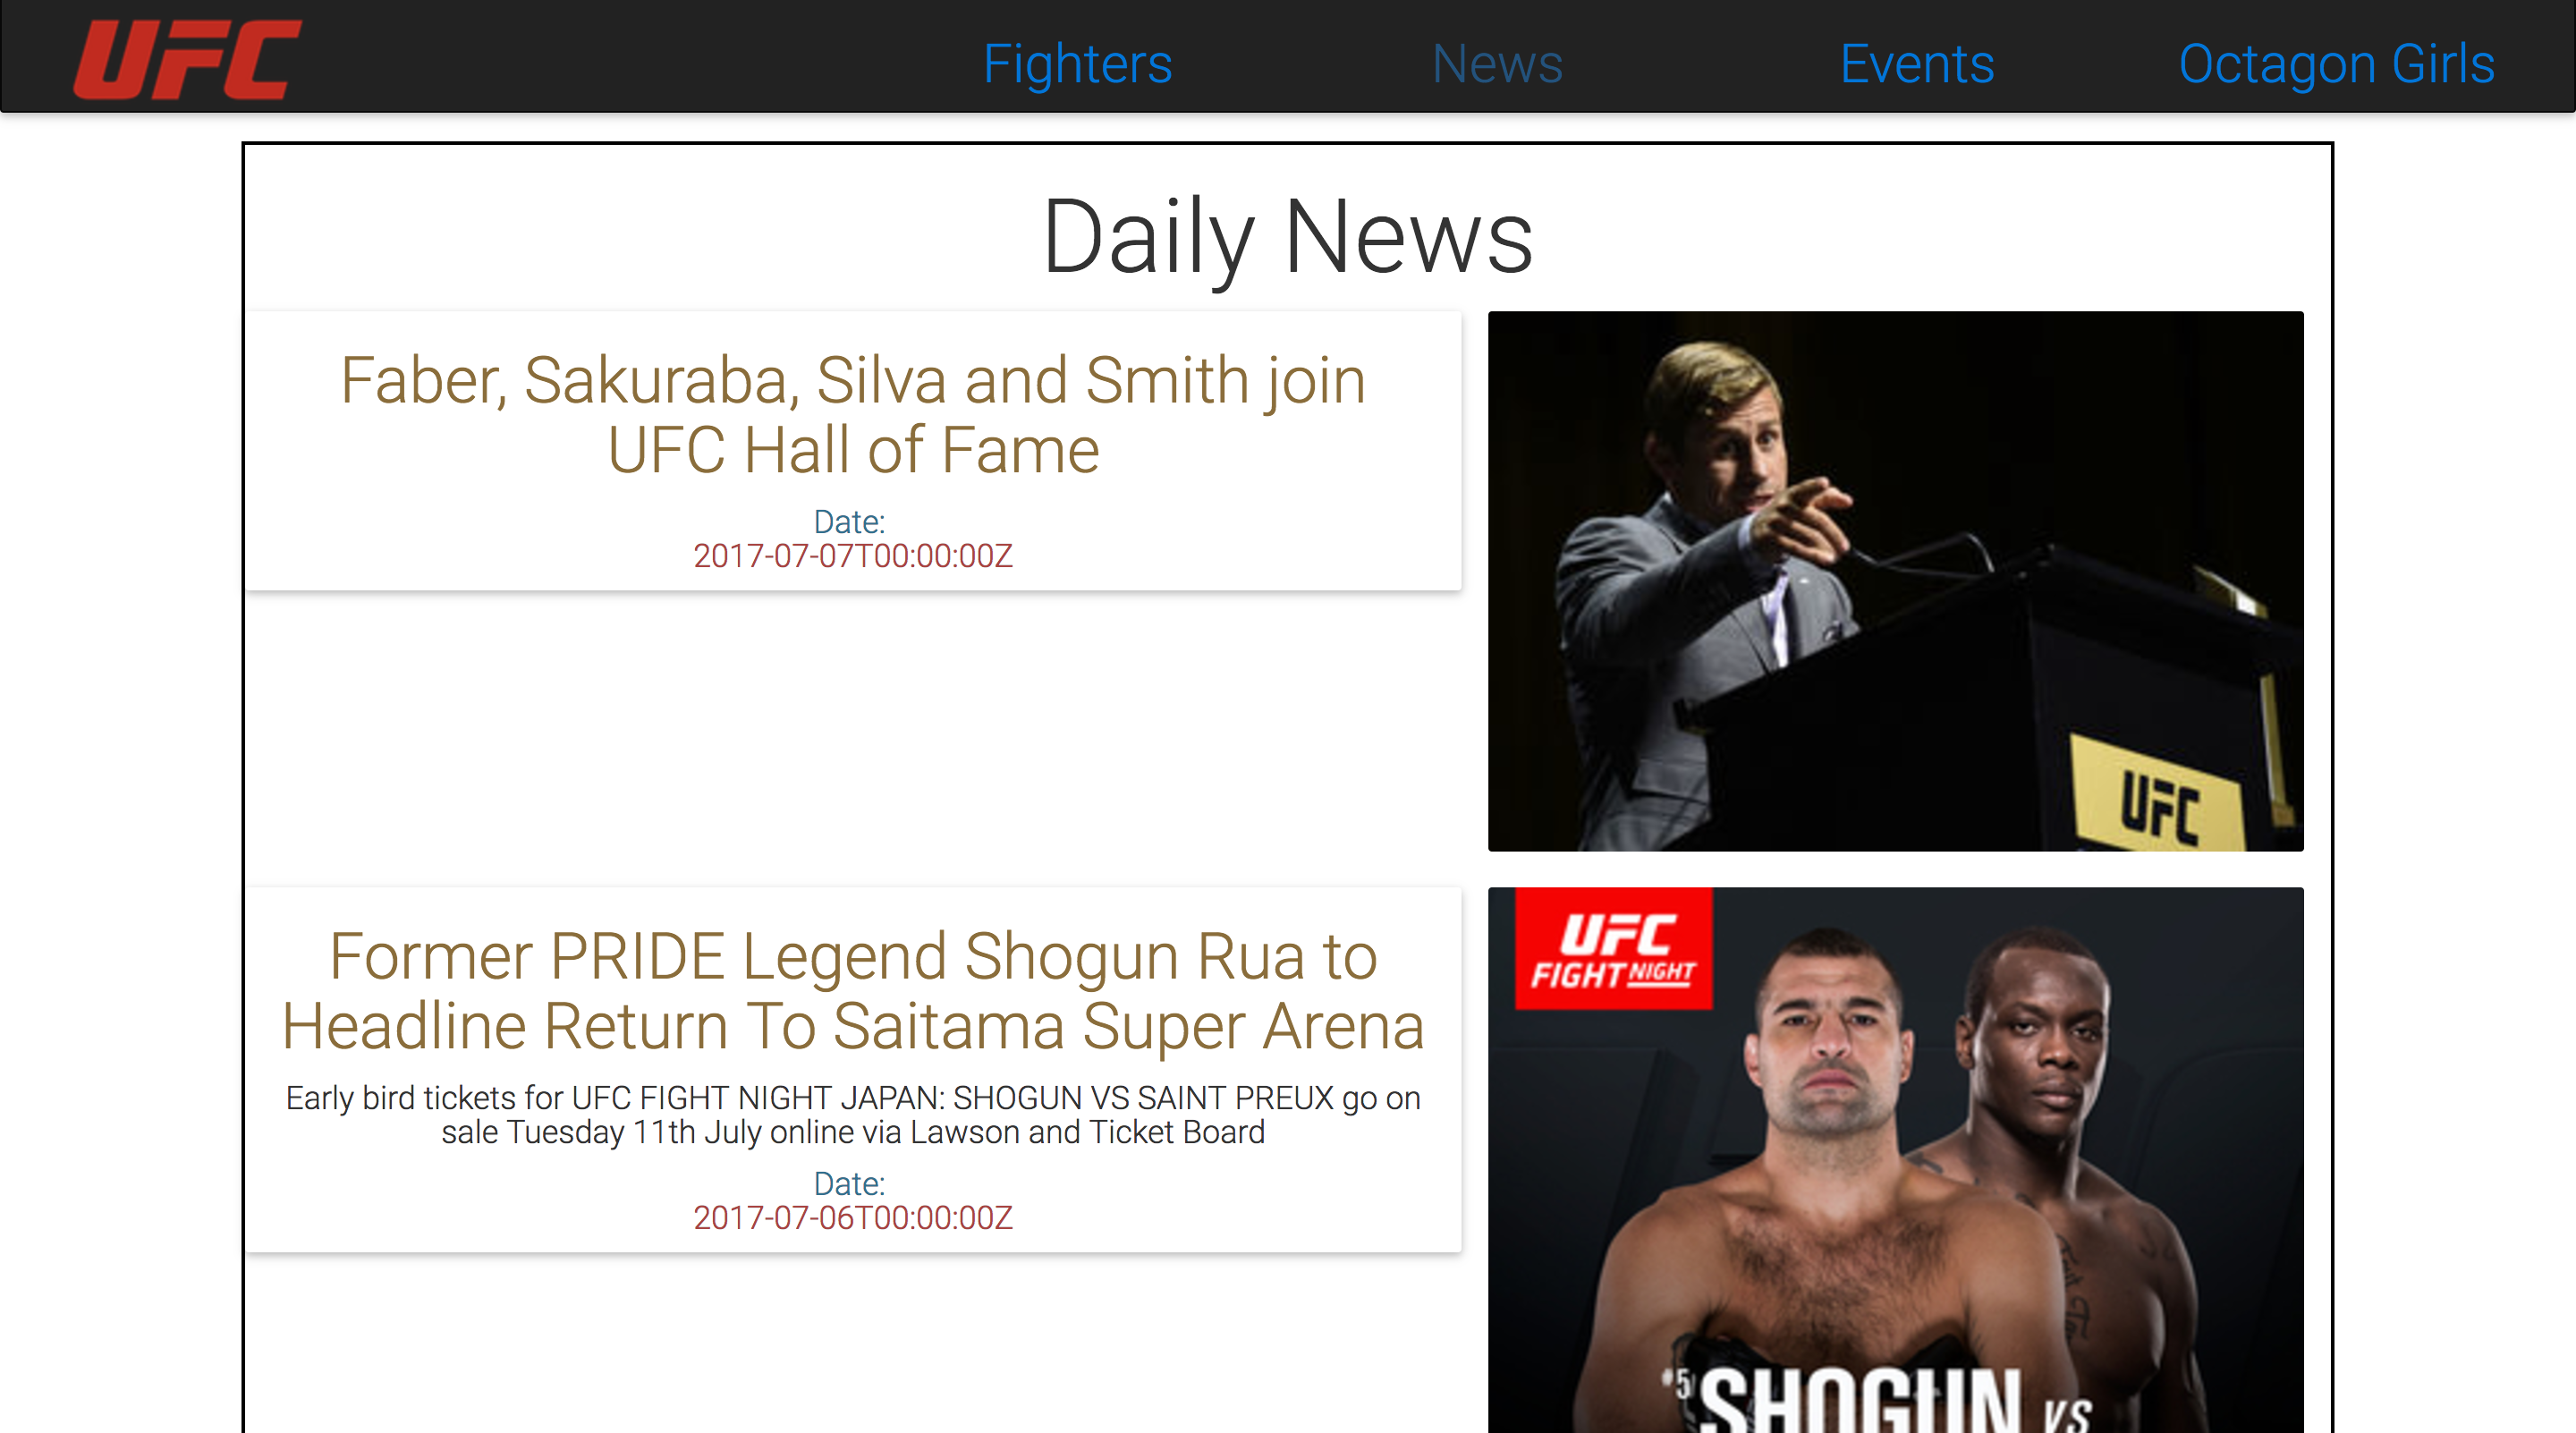 UFC
Fighters
News
Events
Octagon Girls
Daily News
Faber, Sakuraba, Silva and Smith join
UFC Hall of Fame
Date:
2017-07-07T00:00:00Z
UFC
Former PRIDE Legend Shogun Rua to
Headline Return To Saitama Super Arena
Early bird tickets for UFC FIGHT NIGHT JAPAN: SHOGUN VS SAINT PREUX go on
sale Tuesday 11th July online via Lawson and Ticket Board
Date:
2017-07-06T00:00:00Z
UFC
FIGHT NIGHT
#5 SHOGUN VS